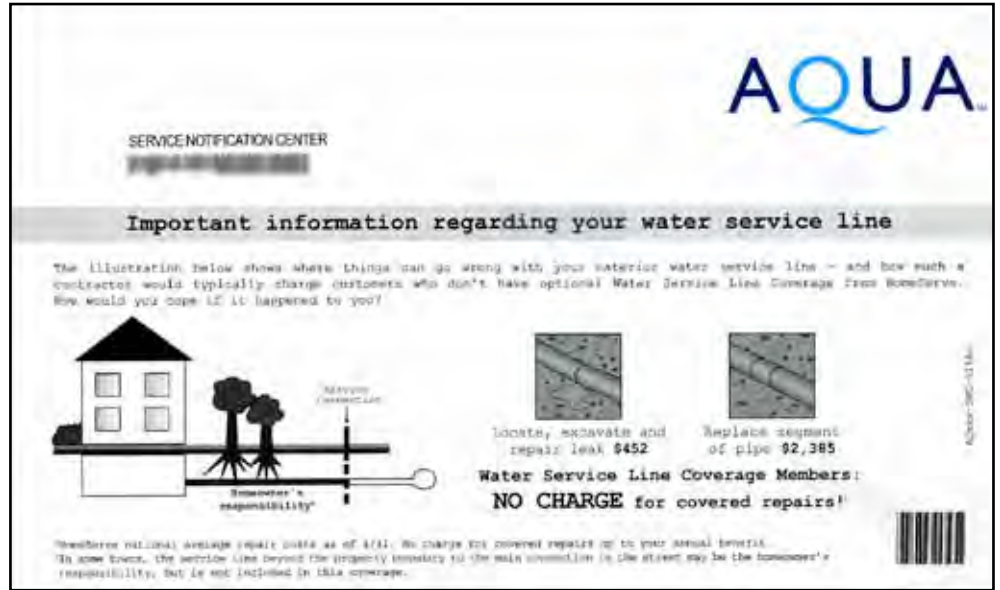 AQUA
SERVICE NOTIFICATION CENTER
Important information regarding your water service line
The illustration below shows where things can go wrong with your exterior water service line – and how much a
contractor would typically charge customers who don't have optional Water Service Line Coverage from HomeServe.
How would you cope if it happened to you?
Service
Connection
Homeowner's
responsibility²
Locate, excavate and
repair leak $452
Replace segment
of pipe $2,385
Water Service Line Coverage Members:
NO CHARGE for covered repairs!¹
¹HomeServe national average repair costs as of 4/11. No charge for covered repairs up to your annual benefit.
²In some towns, the service line beyond the property boundary to the main connection in the street may be the homeowner's
responsibility, but is not included in this coverage.